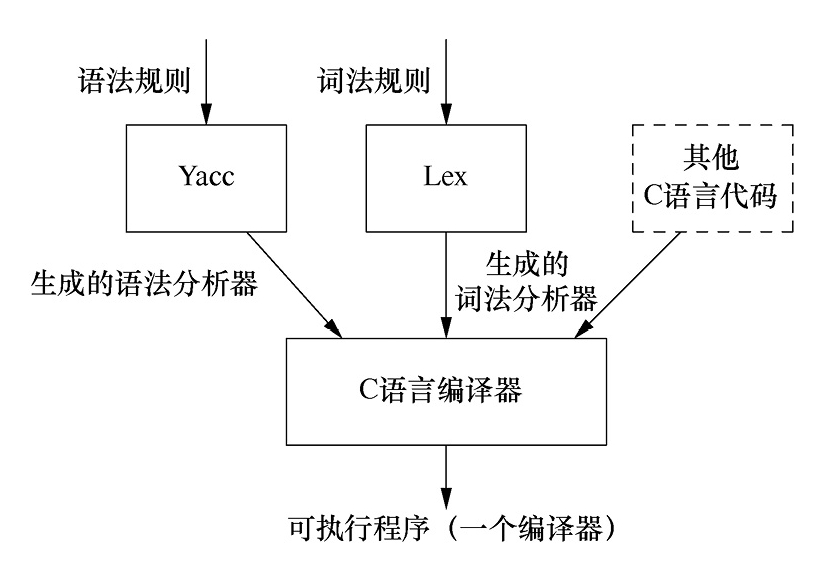 语法规则
词法规则
Yacc
Lex
其他
C语言代码
生成的语法分析器
生成的
词法分析器
C语言编译器
可执行程序（一个编译器）